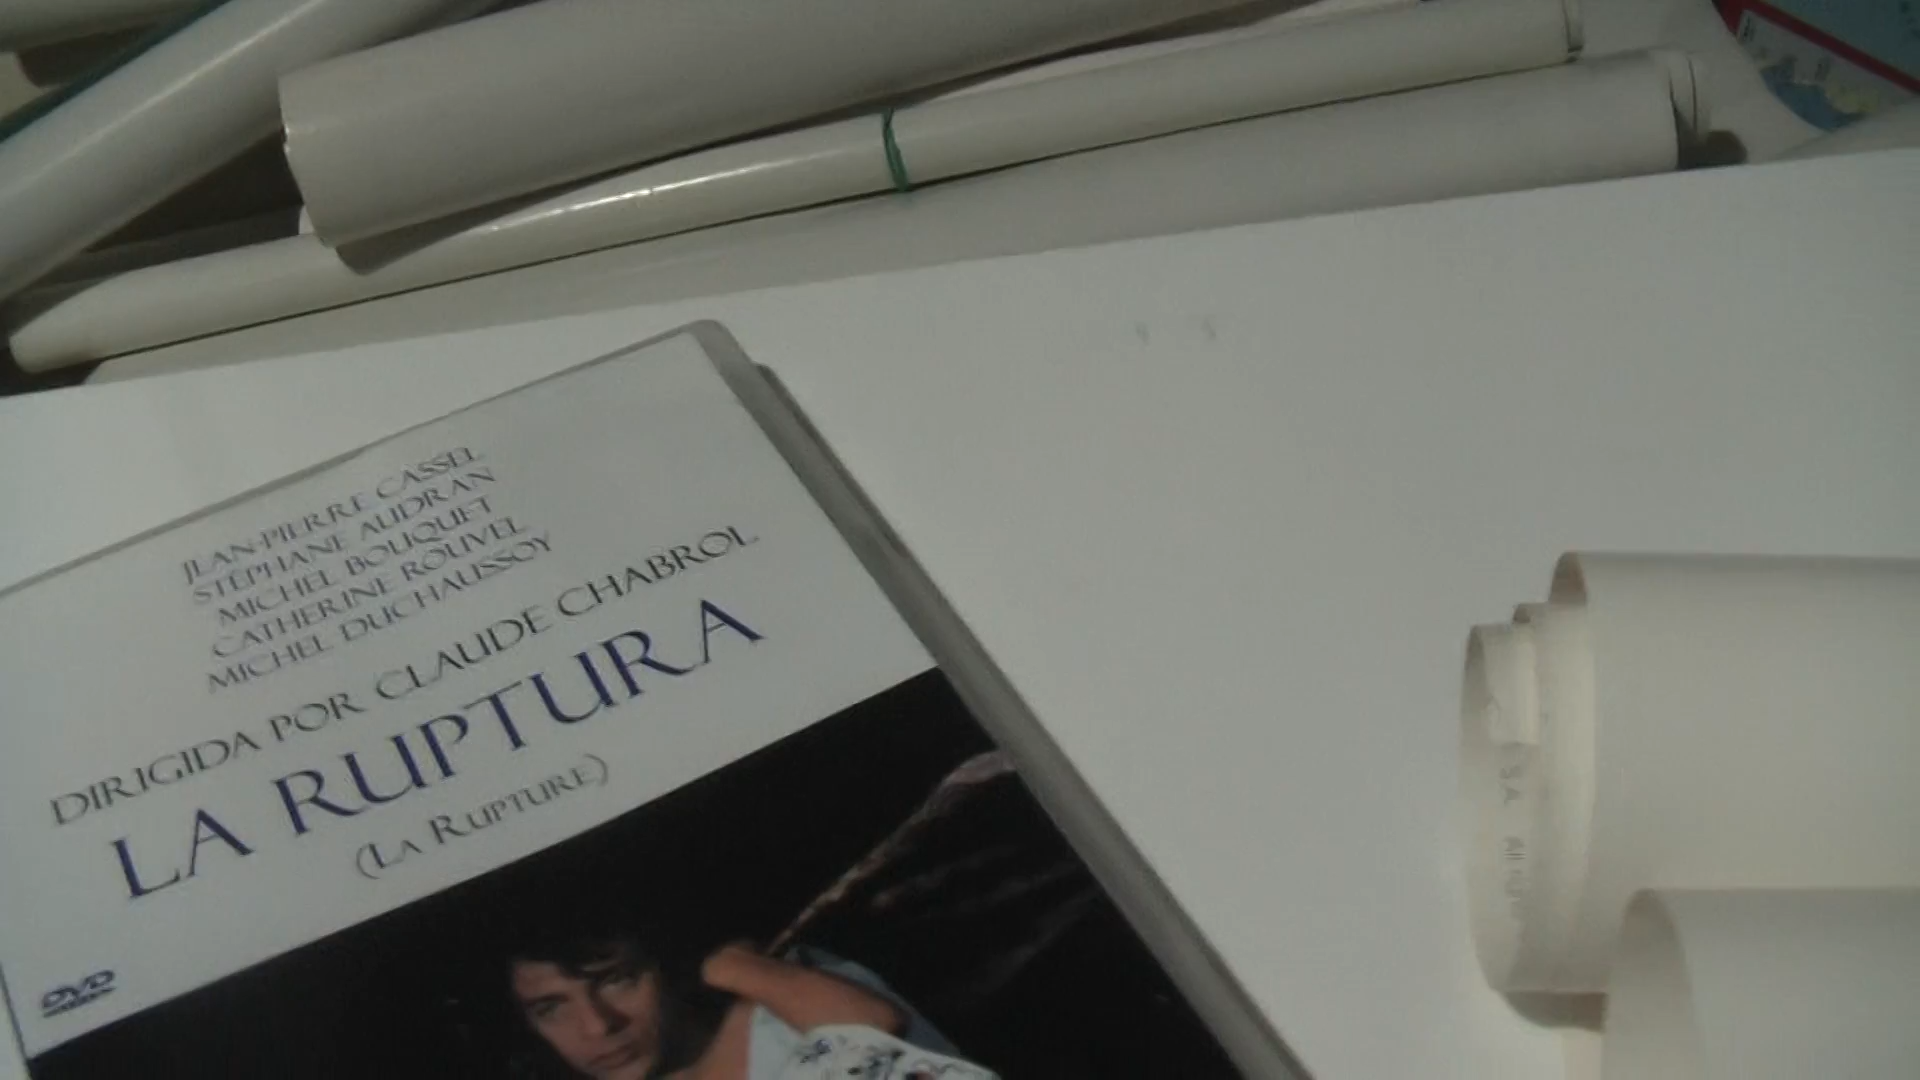 JEAN-PIERRE CASSEL
STÉPHANE AUDRAN
MICHEL BOUQUET
CATHERINE ROUVEL
MICHEL DUCHAUSSOY
DIRIGIDA POR CLAUDE CHABROL
LA RUPTURA
(LA RUPTURE)
DVD
S.A.